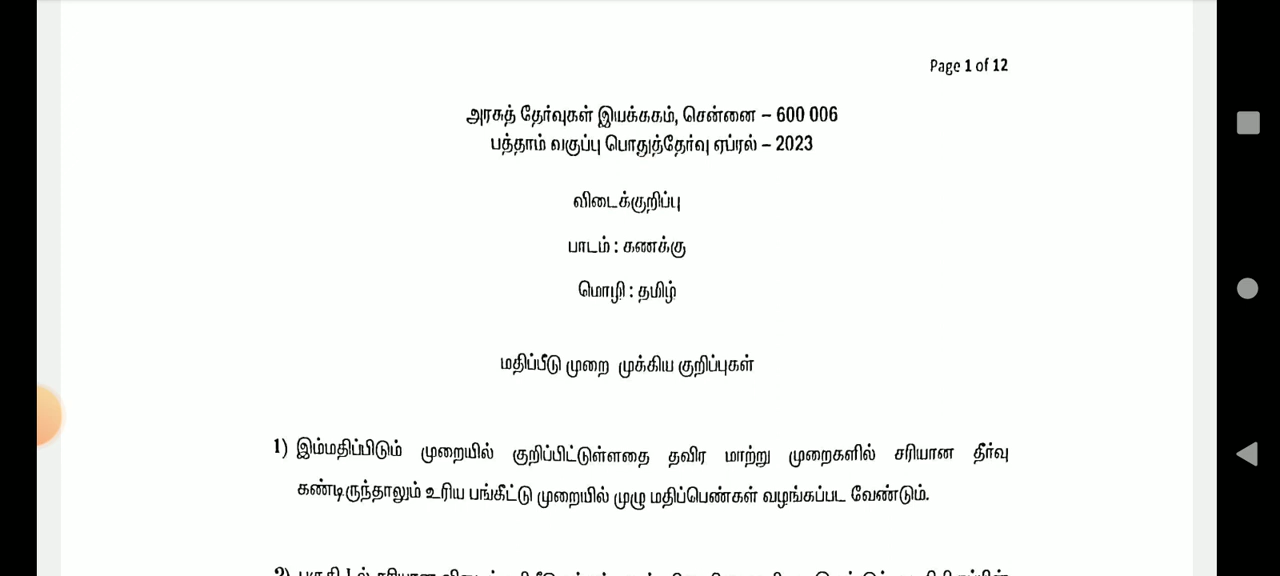 Page 1 of 12
அரசுத் தேர்வுகள் இயக்ககம், சென்னை – 600 006
பத்தாம் வகுப்பு பொதுத்தேர்வு ஏப்ரல் – 2023
விடைக்குறிப்பு
பாடம் : கணக்கு
மொழி : தமிழ்
மதிப்பீடு முறை முக்கிய குறிப்புகள்
1) இம்மதிப்பிடும் முறையில் குறிப்பிட்டுள்ளதை தவிர மாற்று முறைகளில் சரியான தீர்வு
கண்டிருந்தாலும் உரிய பங்கீட்டு முறையில் முழு மதிப்பெண்கள் வழங்கப்பட வேண்டும்.